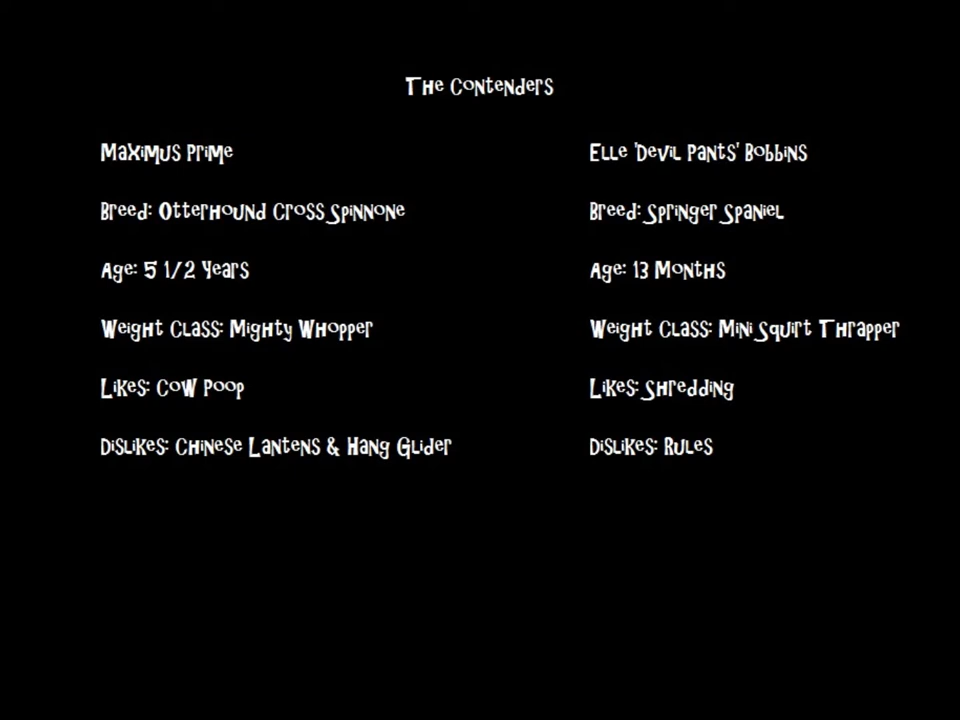 The Contenders
Maximus Prime
Elle 'Devil Pants' Bobbins
Breed: Otterhound Cross Spinnone
Breed: Springer Spaniel
Age: 5 1/2 Years
Age: 13 Months
Weight Class: Mighty Whopper
Weight Class: Mini Squirt Thrapper
Likes: Cow Poop
Likes: Shredding
Dislikes: Chinese Lantens & Hang Glider
Dislikes: Rules